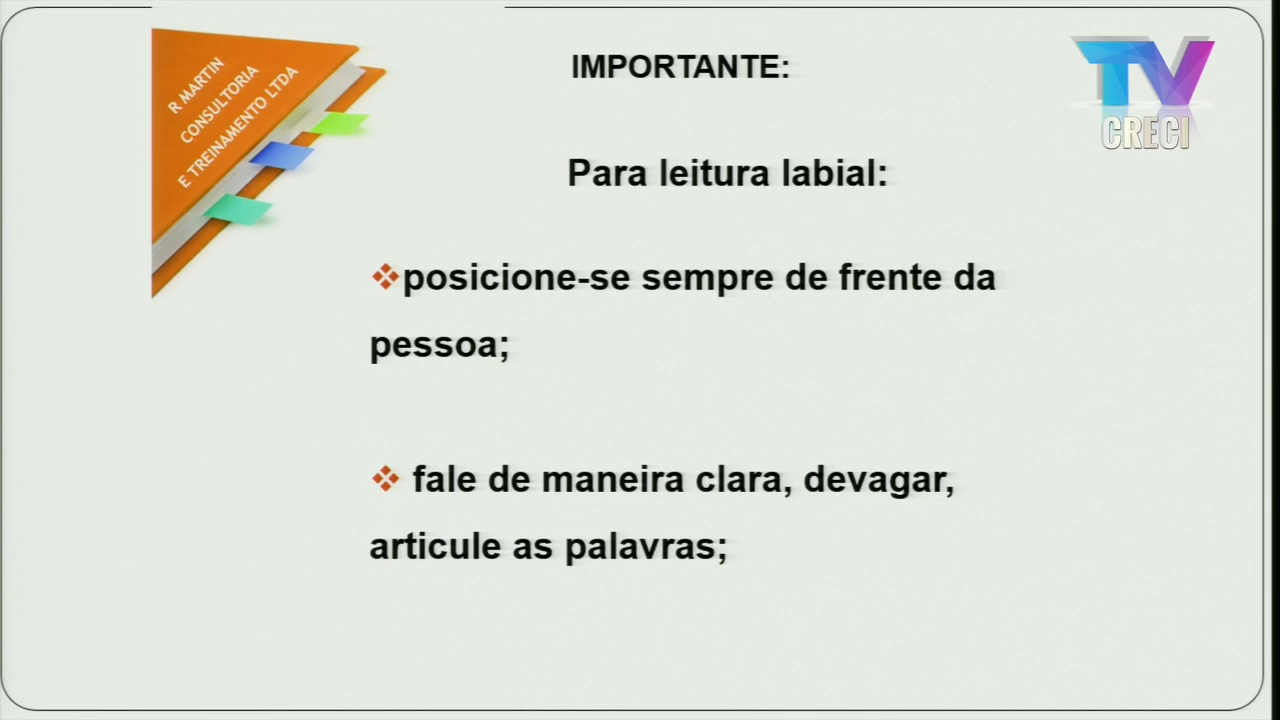 R MARTIN
CONSULTORIA
E TREINAMENTO LTDA
IMPORTANTE:
TV
CRECI
Para leitura labial:
posicione-se sempre de frente da
pessoa;
fale de maneira clara, devagar,
articule as palavras;